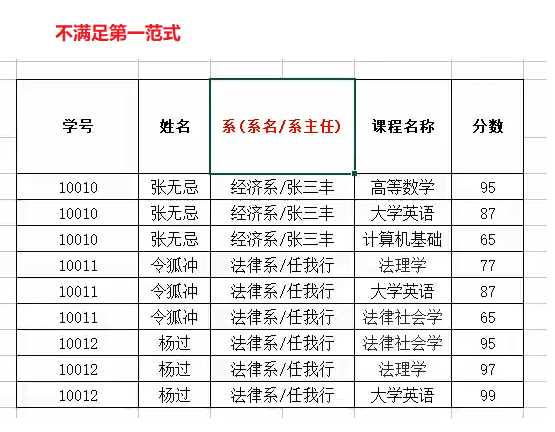 不满足第一范式
学号 姓名 系(系名/系主任) 课程名称 分数
10010 张无忌 经济系/张三丰 高等数学 95
10010 张无忌 经济系/张三丰 大学英语 87
10010 张无忌 经济系/张三丰 计算机基础 65
10011 令狐冲 法律系/任我行 法理学 77
10011 令狐冲 法律系/任我行 大学英语 87
10011 令狐冲 法律系/任我行 法律社会学 65
10012 杨过 法律系/任我行 法律社会学 95
10012 杨过 法律系/任我行 法理学 97
10012 杨过 法律系/任我行 大学英语 99